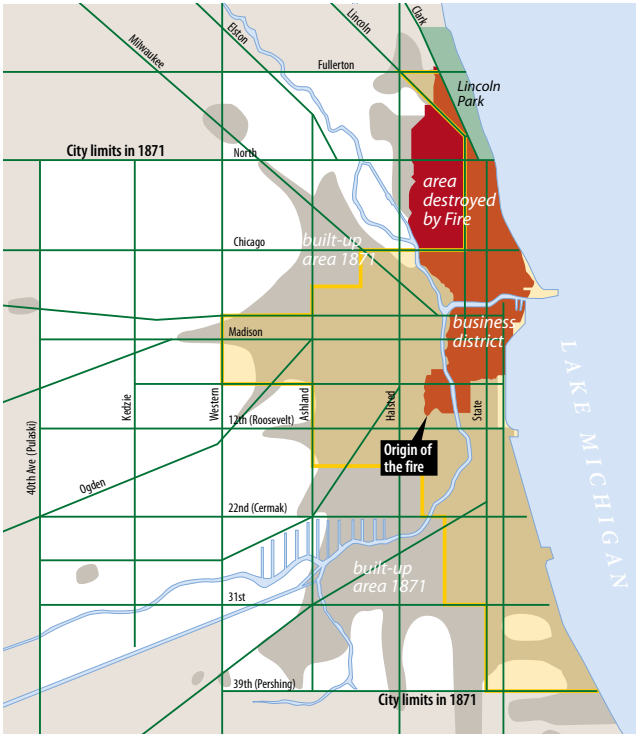 Milwaukee
Elston
Lincoln
Clark
Fullerton
Lincoln
Park
City limits in 1871
North
area
destroyed
by Fire
Chicago
built-up
area 1871
business
district
Madison
LAKE MICHIGAN
40th Ave (Pulaski)
Kedzie
Western
Ashland
Halsted
State
12th (Roosevelt)
Origin of
the fire
Ogden
22nd (Cermak)
built-up
area 1871
31st
39th (Pershing)
City limits in 1871